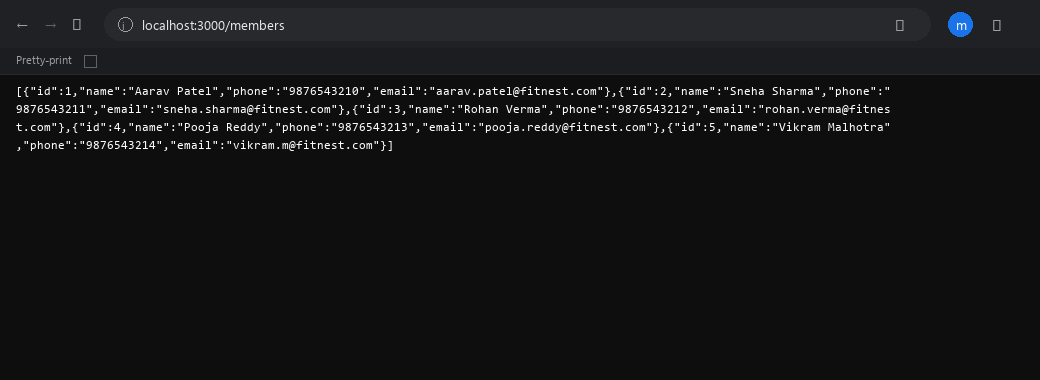 localhost:3000/members
m
Pretty-print
[{"id":1,"name":"Aarav Patel","phone":"9876543210","email":"aarav.patel@fitnest.com"},{"id":2,"name":"Sneha Sharma","phone":"
9876543211","email":"sneha.sharma@fitnest.com"},{"id":3,"name":"Rohan Verma","phone":"9876543212","email":"rohan.verma@fitnes
t.com"},{"id":4,"name":"Pooja Reddy","phone":"9876543213","email":"pooja.reddy@fitnest.com"},{"id":5,"name":"Vikram Malhotra"
,"phone":"9876543214","email":"vikram.m@fitnest.com"}]